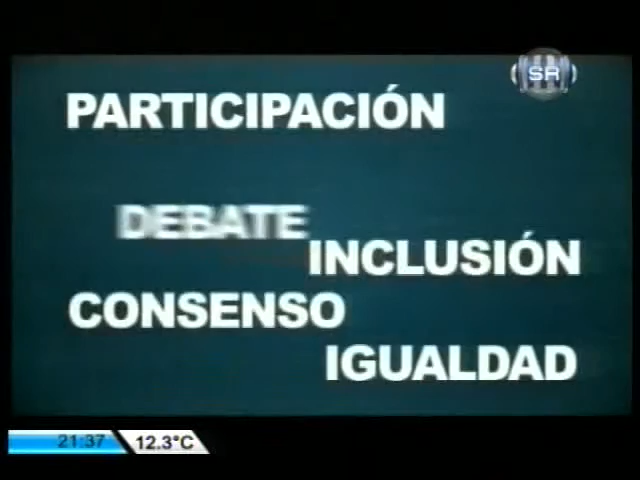 SR
PARTICIPACIÓN
DEBATE
INCLUSIÓN
CONSENSO
IGUALDAD
21:37 12.3°C